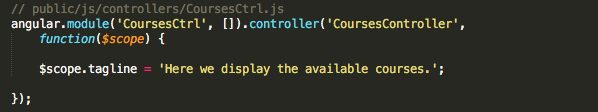 // public/js/controllers/CoursesCtrl.js
angular.module('CoursesCtrl', []).controller('CoursesController',
    function($scope) {
    $scope.tagline = 'Here we display the available courses.';
});